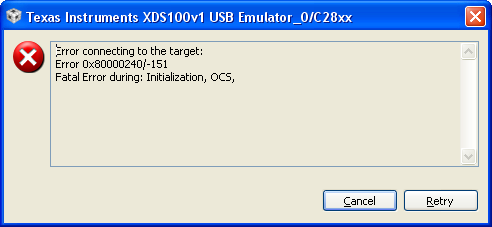 Texas Instruments XDS100v1 USB Emulator_0/C28xx
Error connecting to the target:
Error 0x80000240/-151
Fatal Error during: Initialization, OCS,
Cancel
Retry